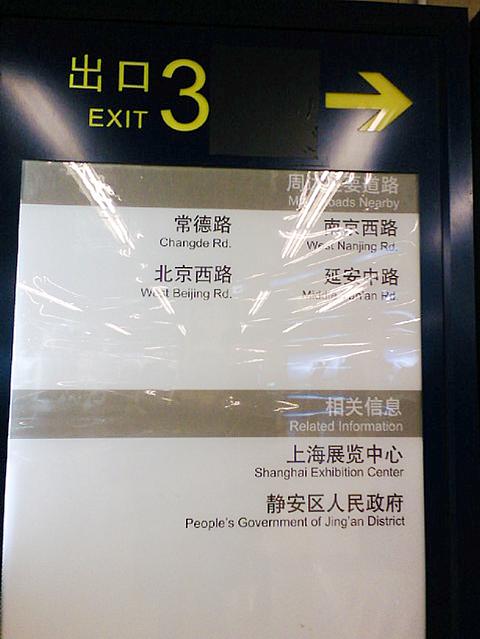 出口 3
EXIT
周边主要道路
Main Roads Nearby
常德路 南京西路
Changde Rd. West Nanjing Rd.
北京西路 延安中路
West Beijing Rd. Middle Yan'an Rd.
相关信息
Related Information
上海展览中心
Shanghai Exhibition Center
静安区人民政府
People's Government of Jing'an District